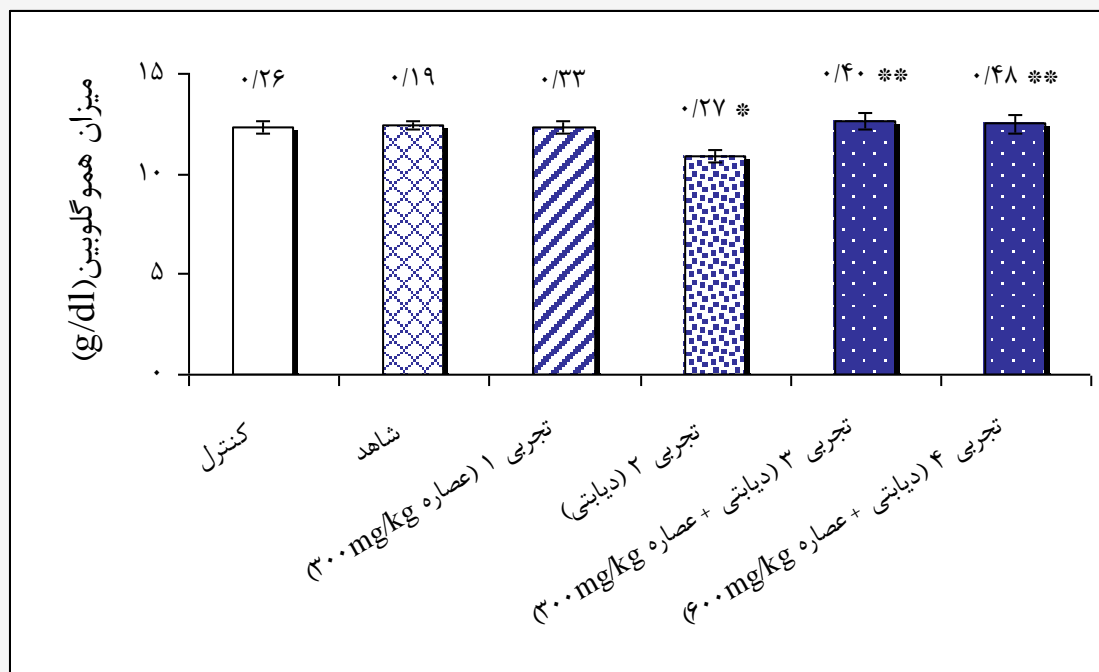 میزان هموگلوبین(g/dl)
۱۵
۱۰
۵
۰
۰/۲۶
۰/۱۹
۰/۳۳
۰/۲۷ *
۰/۴۰ **
۰/۴۸ **
کنترل
شاهد
تجربی ۱ (عصاره ۳۰۰mg/kg)
تجربی ۲ (دیابتی)
تجربی ۳ (دیابتی + عصاره ۳۰۰mg/kg)
تجربی ۴ (دیابتی + عصاره ۶۰۰mg/kg)